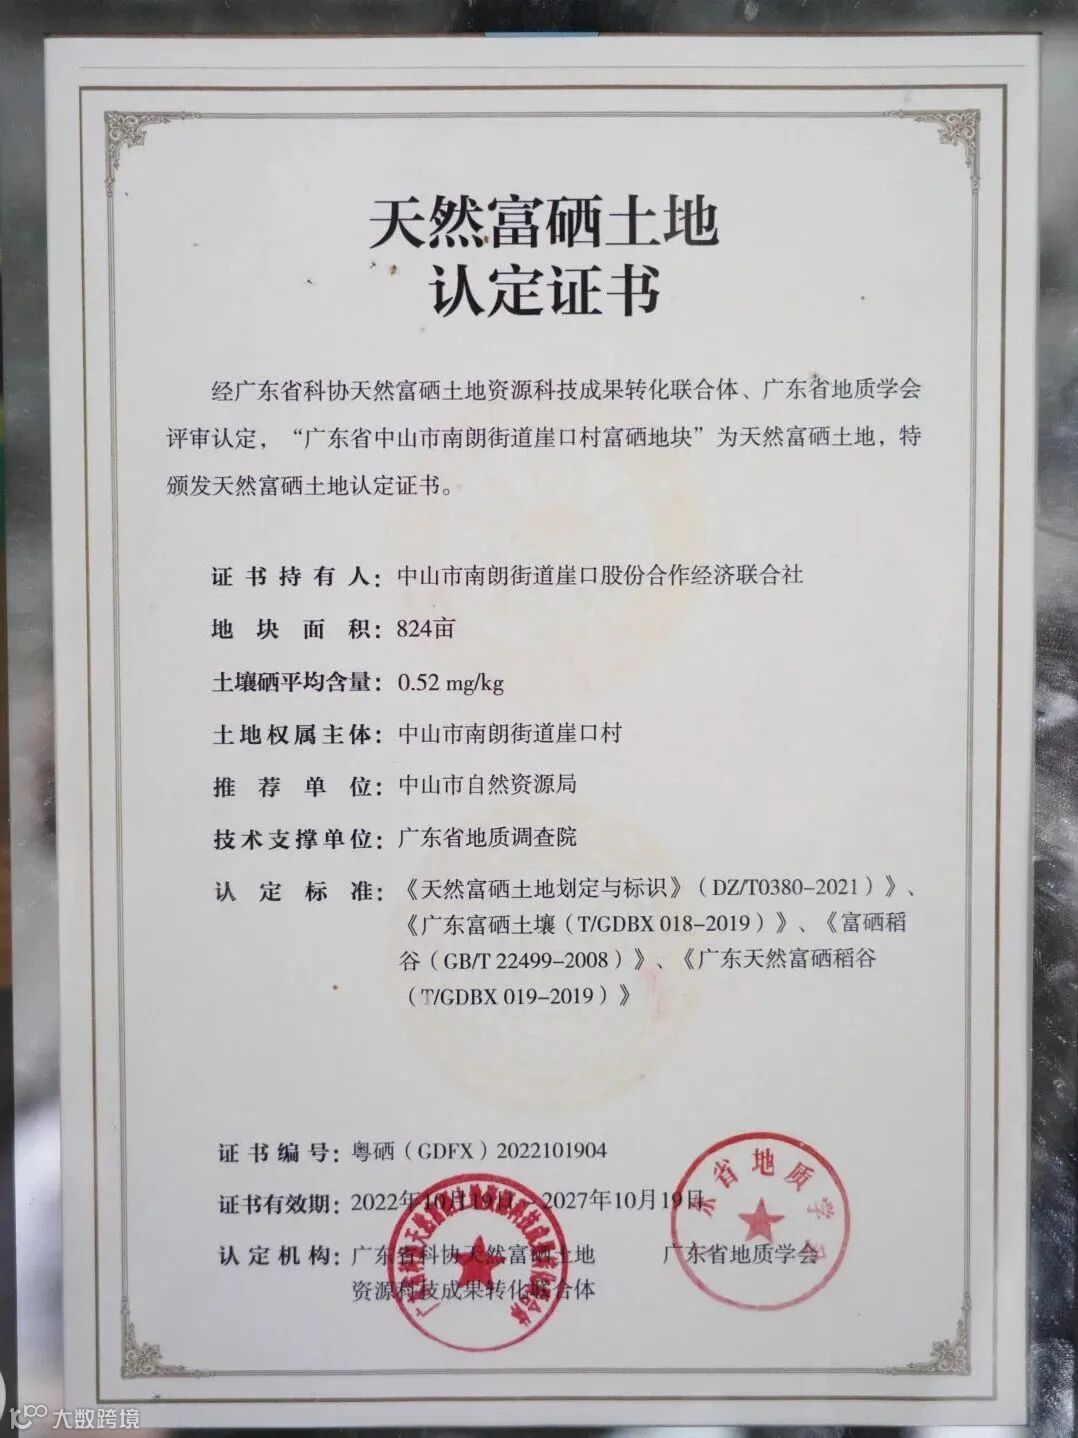 天然富硒土地
认定证书
经广东省科协天然富硒土地资源科技成果转化联合体、广东省地质学会
评审认定，“广东省中山市南朗街道崖口村富硒地块”为天然富硒土地，特
颁发天然富硒土地认定证书。
证书持有人：中山市南朗街道崖口股份合作经济联合社
地块面积：824亩
土壤硒平均含量：0.52 mg/kg
土地权属主体：中山市南朗街道崖口村
推荐单位：中山市自然资源局
技术支撑单位：广东省地质调查院
认定标准：《天然富硒土地划定与标识》（DZ/T0380-2021）》、
《广东富硒土壤（T/GDBX 018-2019）》、《富硒稻
谷（GB/T 22499-2008）》、《广东天然富硒稻谷
（T/GDBX 019-2019）》
证书编号：粤硒（GDFX）2022101904
证书有效期：2022年10月19日－2027年10月19日
认定机构：广东省科协天然富硒土地 广东省地质学会
资源科技成果转化联合体
东省地质学
大数跨境